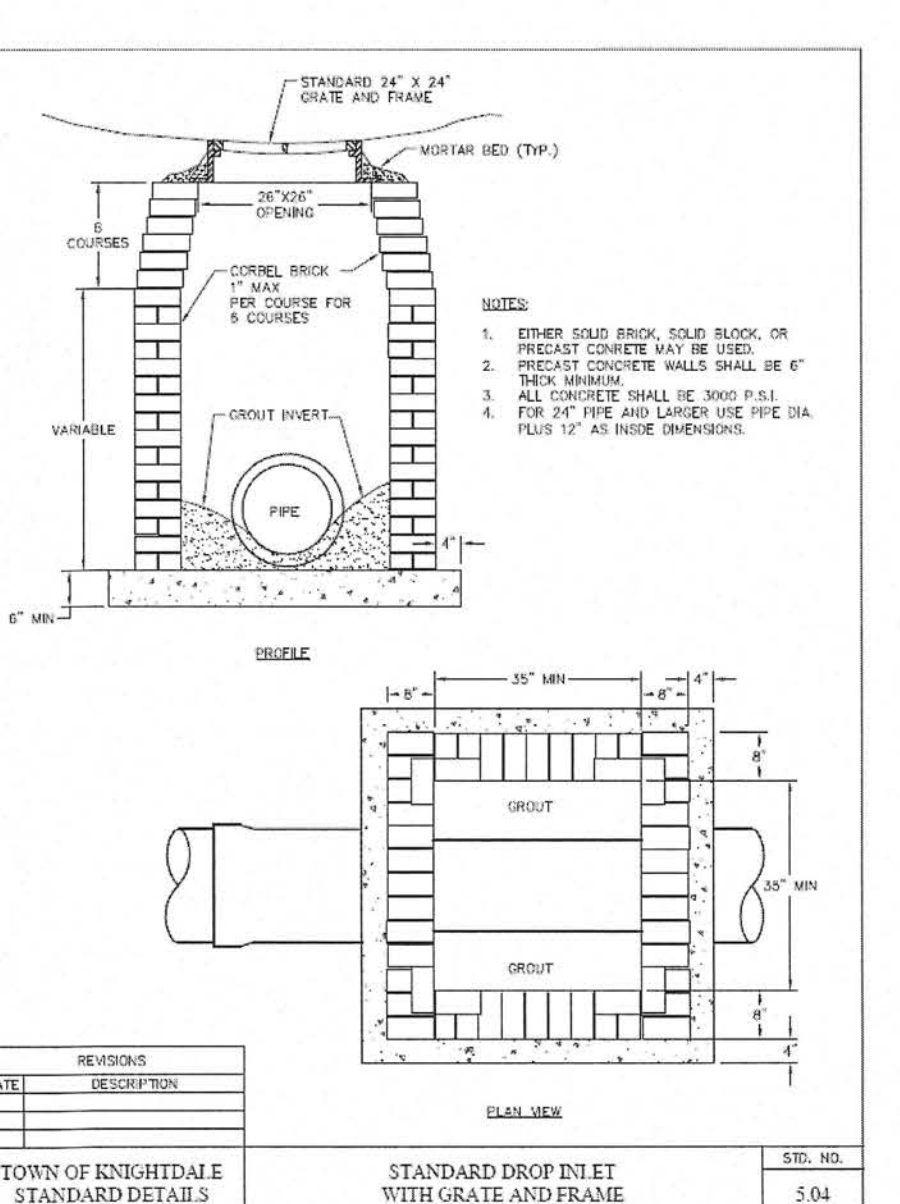 STANDARD 24" X 24"
GRATE AND FRAME
MORTAR BED (TYP.)
26"X26"
OPENING
6
COURSES
CORBEL BRICK
1" MAX
PER COURSE FOR
6 COURSES
NOTES:
1. EITHER SOLID BRICK, SOLID BLOCK, OR
PRECAST CONRETE MAY BE USED.
2. PRECAST CONCRETE WALLS SHALL BE 6"
THICK MINIMUM.
3. ALL CONCRETE SHALL BE 3000 P.S.I.
4. FOR 24" PIPE AND LARGER USE PIPE DIA.
PLUS 12" AS INSDE DIMENSIONS.
GROUT INVERT
VARIABLE
PIPE
4"
6" MIN
PROFILE
8"
35" MIN
8"
4"
8"
GROUT
35" MIN
GROUT
8"
4"
PLAN VIEW
REVISIONS
ATE DESCRIPTION
TOWN OF KNIGHTDALE
STANDARD DETAILS
STANDARD DROP INLET
WITH GRATE AND FRAME
STD. NO.
5.04